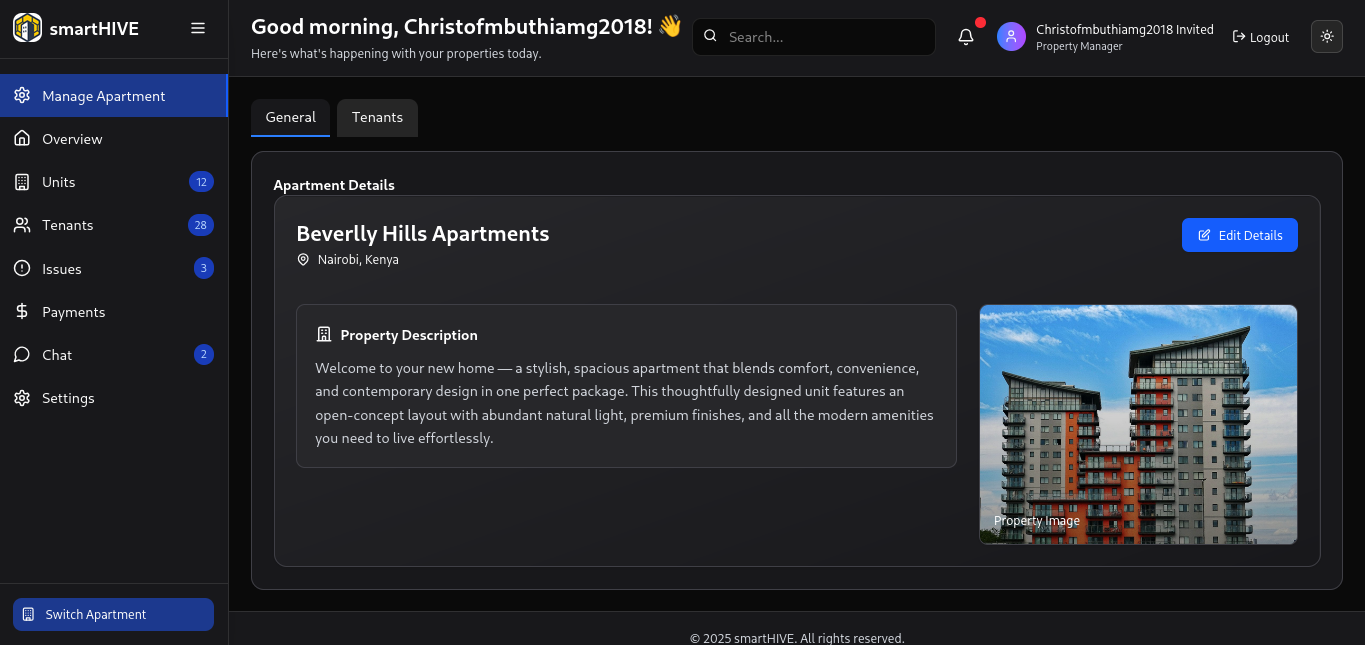 smartHIVE
Manage Apartment
Overview
Units 12
Tenants 28
Issues 3
Payments
Chat 2
Settings
Switch Apartment
Good morning, Christofmbuthiamg2018! 👋
Here's what's happening with your properties today.
Search...
Christofmbuthiamg2018 Invited
Property Manager
Logout
General Tenants
Apartment Details
Beverlly Hills Apartments
Nairobi, Kenya
Edit Details
Property Description
Welcome to your new home — a stylish, spacious apartment that blends comfort, convenience,
and contemporary design in one perfect package. This thoughtfully designed unit features an
open-concept layout with abundant natural light, premium finishes, and all the modern amenities
you need to live effortlessly.
Property Image
© 2025 smartHIVE. All rights reserved.